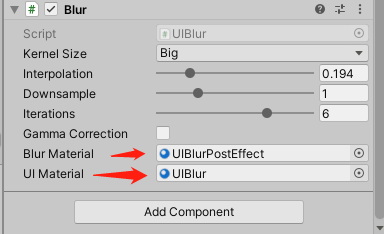 Blur
Script UIBlur
Kernel Size Big
Interpolation 0.194
Downsample 1
Iterations 6
Gamma Correction
Blur Material UIBlurPostEffect
UI Material UIBlur
Add Component